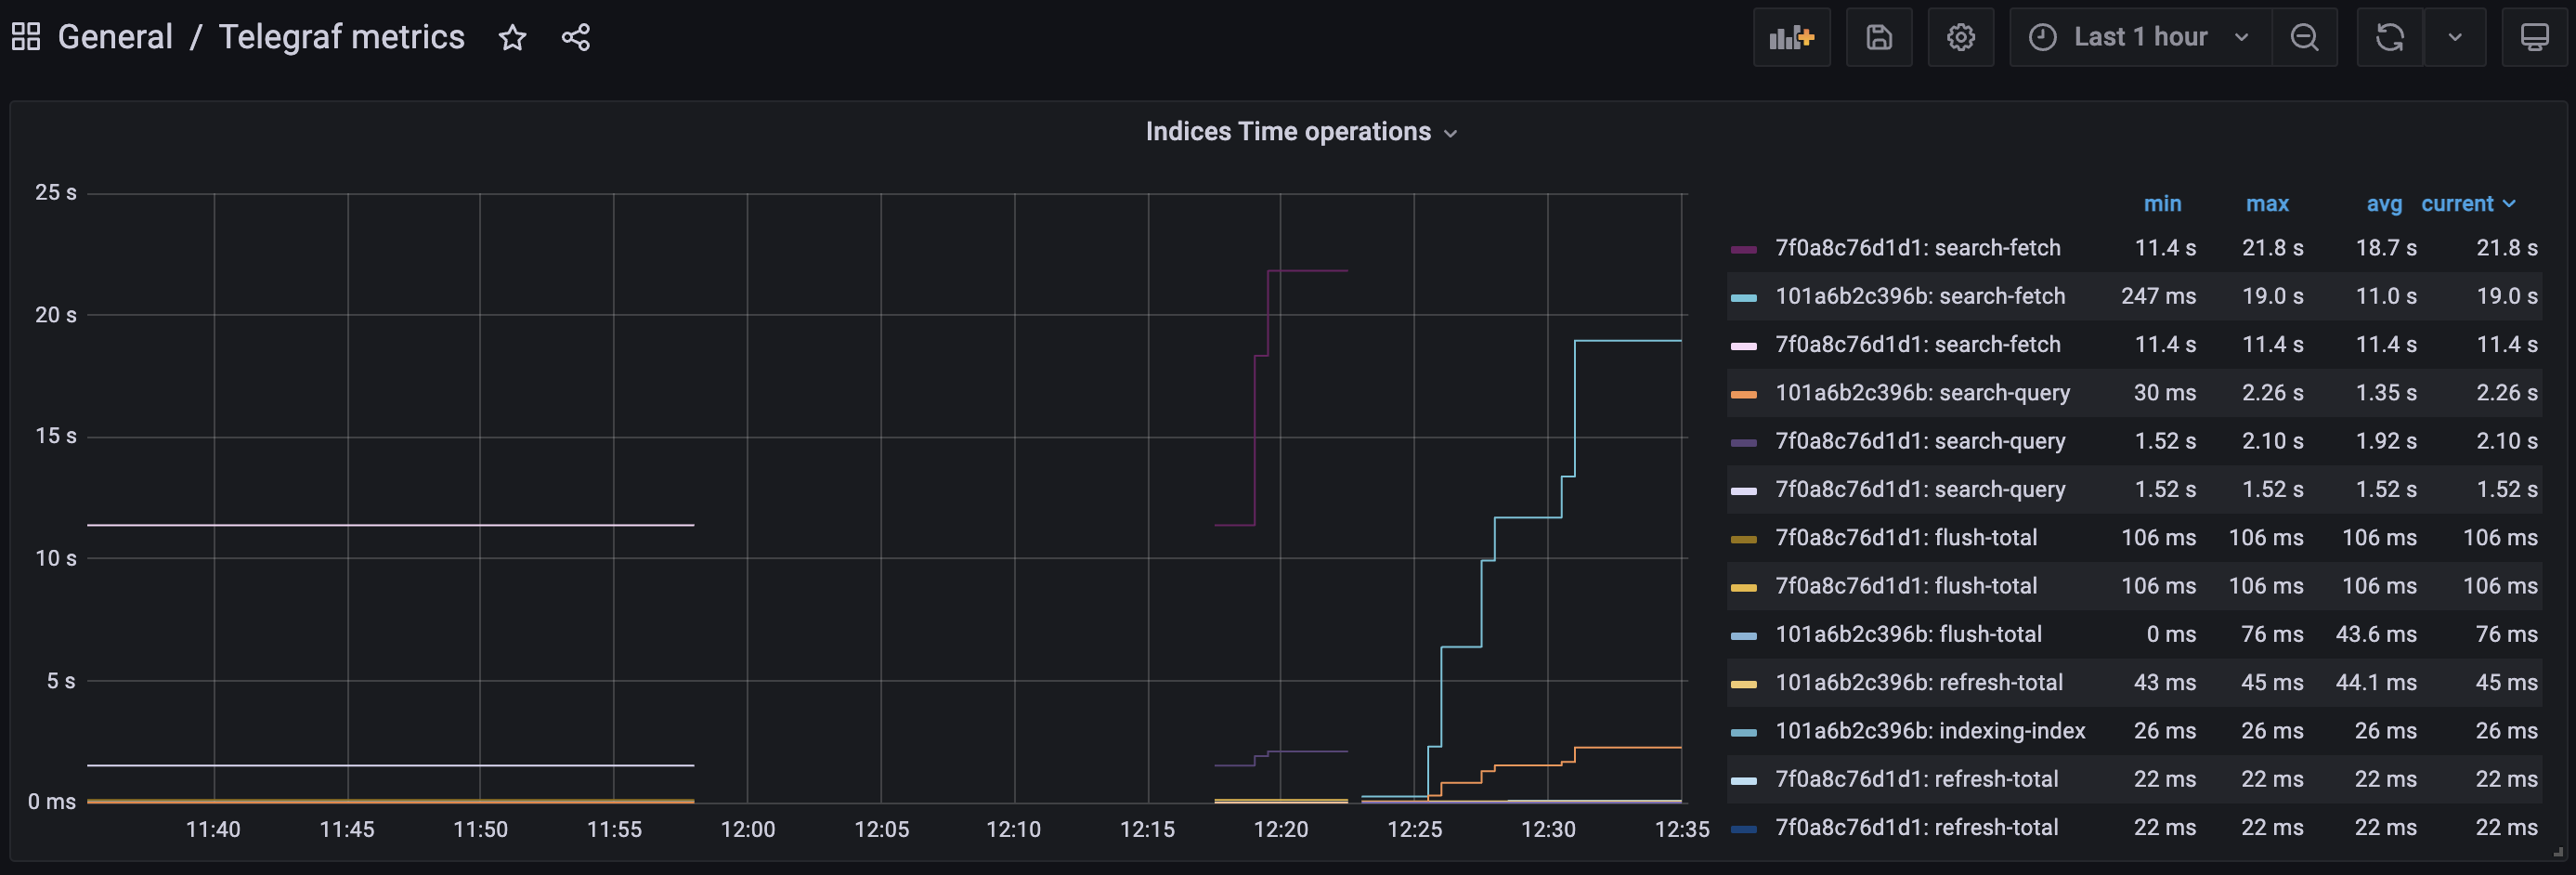 General / Telegraf metrics
Last 1 hour
Indices Time operations
25 s
20 s
15 s
10 s
5 s
0 ms
11:40 11:45 11:50 11:55 12:00 12:05 12:10 12:15 12:20 12:25 12:30 12:35
min max avg current
7f0a8c76d1d1: search-fetch 11.4 s 21.8 s 18.7 s 21.8 s
101a6b2c396b: search-fetch 247 ms 19.0 s 11.0 s 19.0 s
7f0a8c76d1d1: search-fetch 11.4 s 11.4 s 11.4 s 11.4 s
101a6b2c396b: search-query 30 ms 2.26 s 1.35 s 2.26 s
7f0a8c76d1d1: search-query 1.52 s 2.10 s 1.92 s 2.10 s
7f0a8c76d1d1: search-query 1.52 s 1.52 s 1.52 s 1.52 s
7f0a8c76d1d1: flush-total 106 ms 106 ms 106 ms 106 ms
7f0a8c76d1d1: flush-total 106 ms 106 ms 106 ms 106 ms
101a6b2c396b: flush-total 0 ms 76 ms 43.6 ms 76 ms
101a6b2c396b: refresh-total 43 ms 45 ms 44.1 ms 45 ms
101a6b2c396b: indexing-index 26 ms 26 ms 26 ms 26 ms
7f0a8c76d1d1: refresh-total 22 ms 22 ms 22 ms 22 ms
7f0a8c76d1d1: refresh-total 22 ms 22 ms 22 ms 22 ms